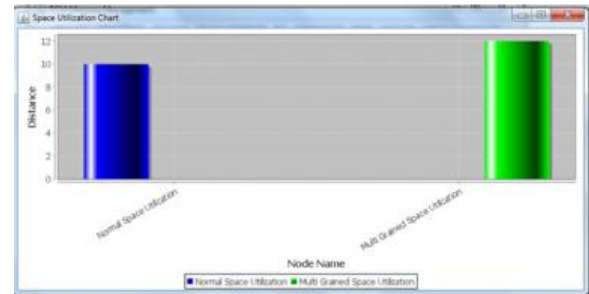 Space Utilization Chart
12
10
8
6
4
2
0
Distance
Normal Space Utilization
Multi Grained Space Utilization
Node Name
Normal Space Utilization Multi Grained Space Utilization